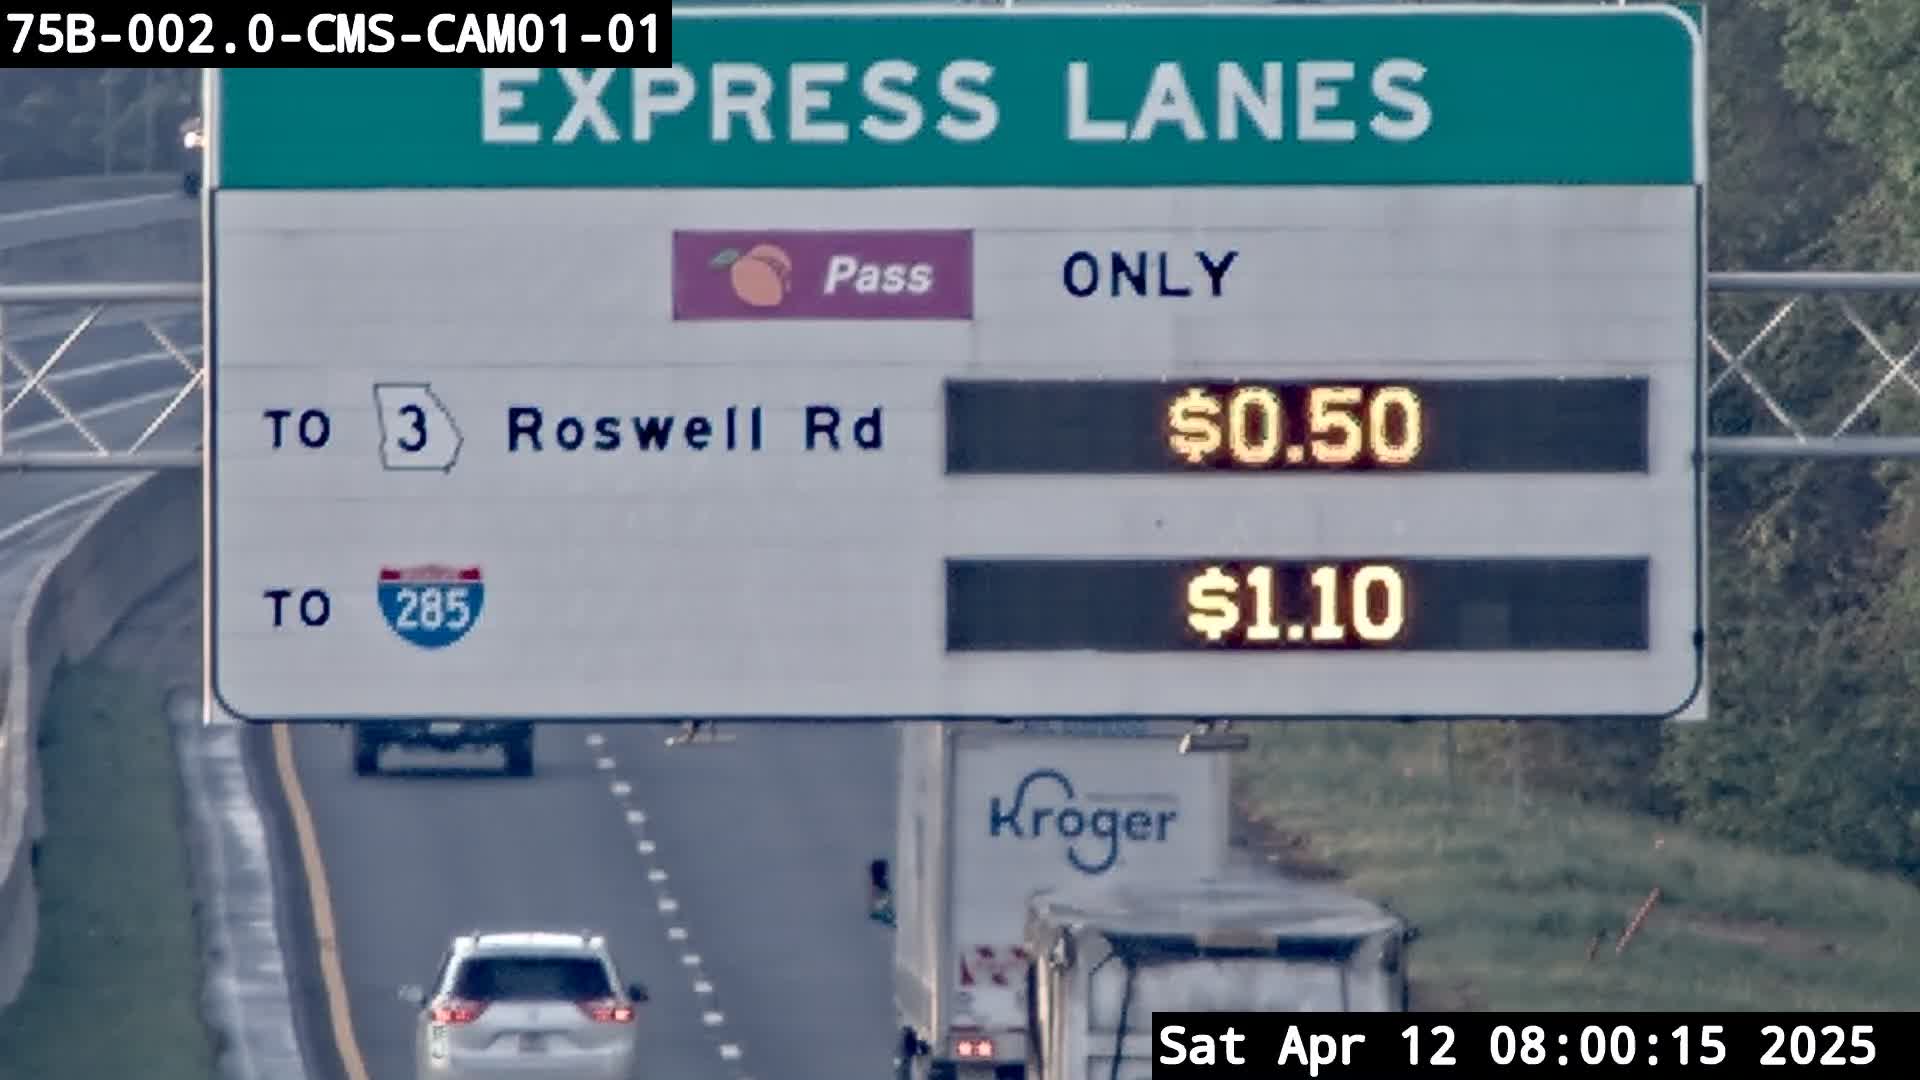 75B-002.0-CMS-CAM01-01
EXPRESS LANES
Pass ONLY
TO 3 Roswell Rd $0.50
TO 285 $1.10
Kroger
Sat Apr 12 08:00:15 2025